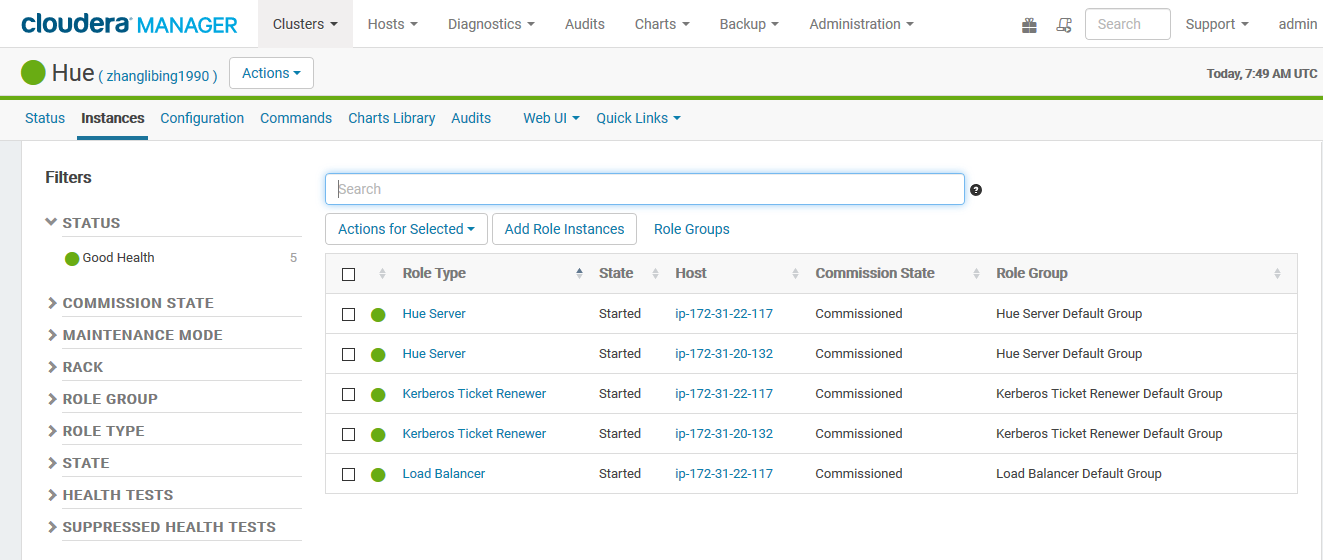 cloudera MANAGER Clusters Hosts Diagnostics Audits Charts Backup Administration Search Support admin
Hue ( zhanglibing1990 ) Actions Today, 7:49 AM UTC
Status Instances Configuration Commands Charts Library Audits Web UI Quick Links
Filters
STATUS
Good Health 5
COMMISSION STATE
MAINTENANCE MODE
RACK
ROLE GROUP
ROLE TYPE
STATE
HEALTH TESTS
SUPPRESSED HEALTH TESTS
Search ?
Actions for Selected Add Role Instances Role Groups
Role Type State Host Commission State Role Group
Hue Server Started ip-172-31-22-117 Commissioned Hue Server Default Group
Hue Server Started ip-172-31-20-132 Commissioned Hue Server Default Group
Kerberos Ticket Renewer Started ip-172-31-22-117 Commissioned Kerberos Ticket Renewer Default Group
Kerberos Ticket Renewer Started ip-172-31-20-132 Commissioned Kerberos Ticket Renewer Default Group
Load Balancer Started ip-172-31-22-117 Commissioned Load Balancer Default Group